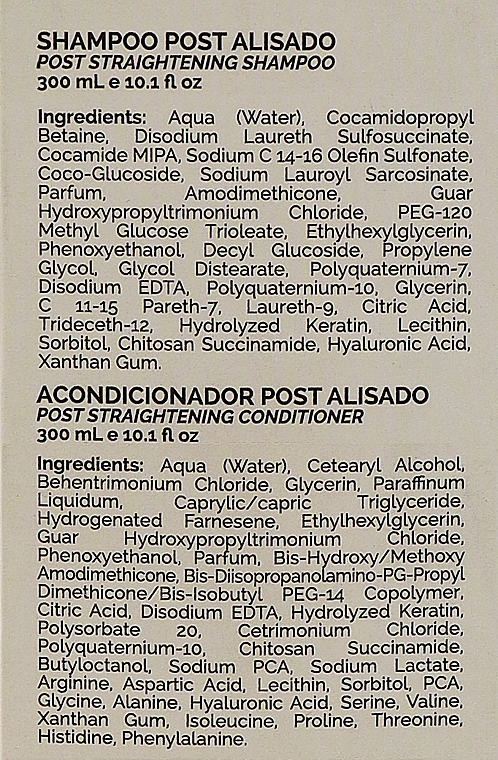 SHAMPOO POST ALISADO
POST STRAIGHTENING SHAMPOO
300 mL e 10.1 fl oz
Ingredients: Aqua (Water), Cocamidopropyl
Betaine, Disodium Laureth Sulfosuccinate,
Cocamide MIPA, Sodium C 14-16 Olefin Sulfonate,
Coco-Glucoside, Sodium Lauroyl Sarcosinate,
Parfum, Amodimethicone, Guar
Hydroxypropyltrimonium Chloride, PEG-120
Methyl Glucose Trioleate, Ethylhexylglycerin,
Phenoxyethanol, Decyl Glucoside, Propylene
Glycol, Glycol Distearate, Polyquaternium-7,
Disodium EDTA, Polyquaternium-10, Glycerin,
C 11-15 Pareth-7, Laureth-9, Citric Acid,
Trideceth-12, Hydrolyzed Keratin, Lecithin,
Sorbitol, Chitosan Succinamide, Hyaluronic Acid,
Xanthan Gum.
ACONDICIONADOR POST ALISADO
POST STRAIGHTENING CONDITIONER
300 mL e 10.1 fl oz
Ingredients: Aqua (Water), Cetearyl Alcohol,
Behentrimonium Chloride, Glycerin, Paraffinum
Liquidum, Caprylic/capric Triglyceride,
Hydrogenated Farnesene, Ethylhexylglycerin,
Guar Hydroxypropyltrimonium Chloride,
Phenoxyethanol, Parfum, Bis-Hydroxy/Methoxy
Amodimethicone, Bis-Diisopropanolamino-PG-Propyl
Dimethicone/Bis-Isobutyl PEG-14 Copolymer,
Citric Acid, Disodium EDTA, Hydrolyzed Keratin,
Polysorbate 20, Cetrimonium Chloride,
Polyquaternium-10, Chitosan Succinamide,
Butyloctanol, Sodium PCA, Sodium Lactate,
Arginine, Aspartic Acid, Lecithin, Sorbitol, PCA,
Glycine, Alanine, Hyaluronic Acid, Serine, Valine,
Xanthan Gum, Isoleucine, Proline, Threonine,
Histidine, Phenylalanine.